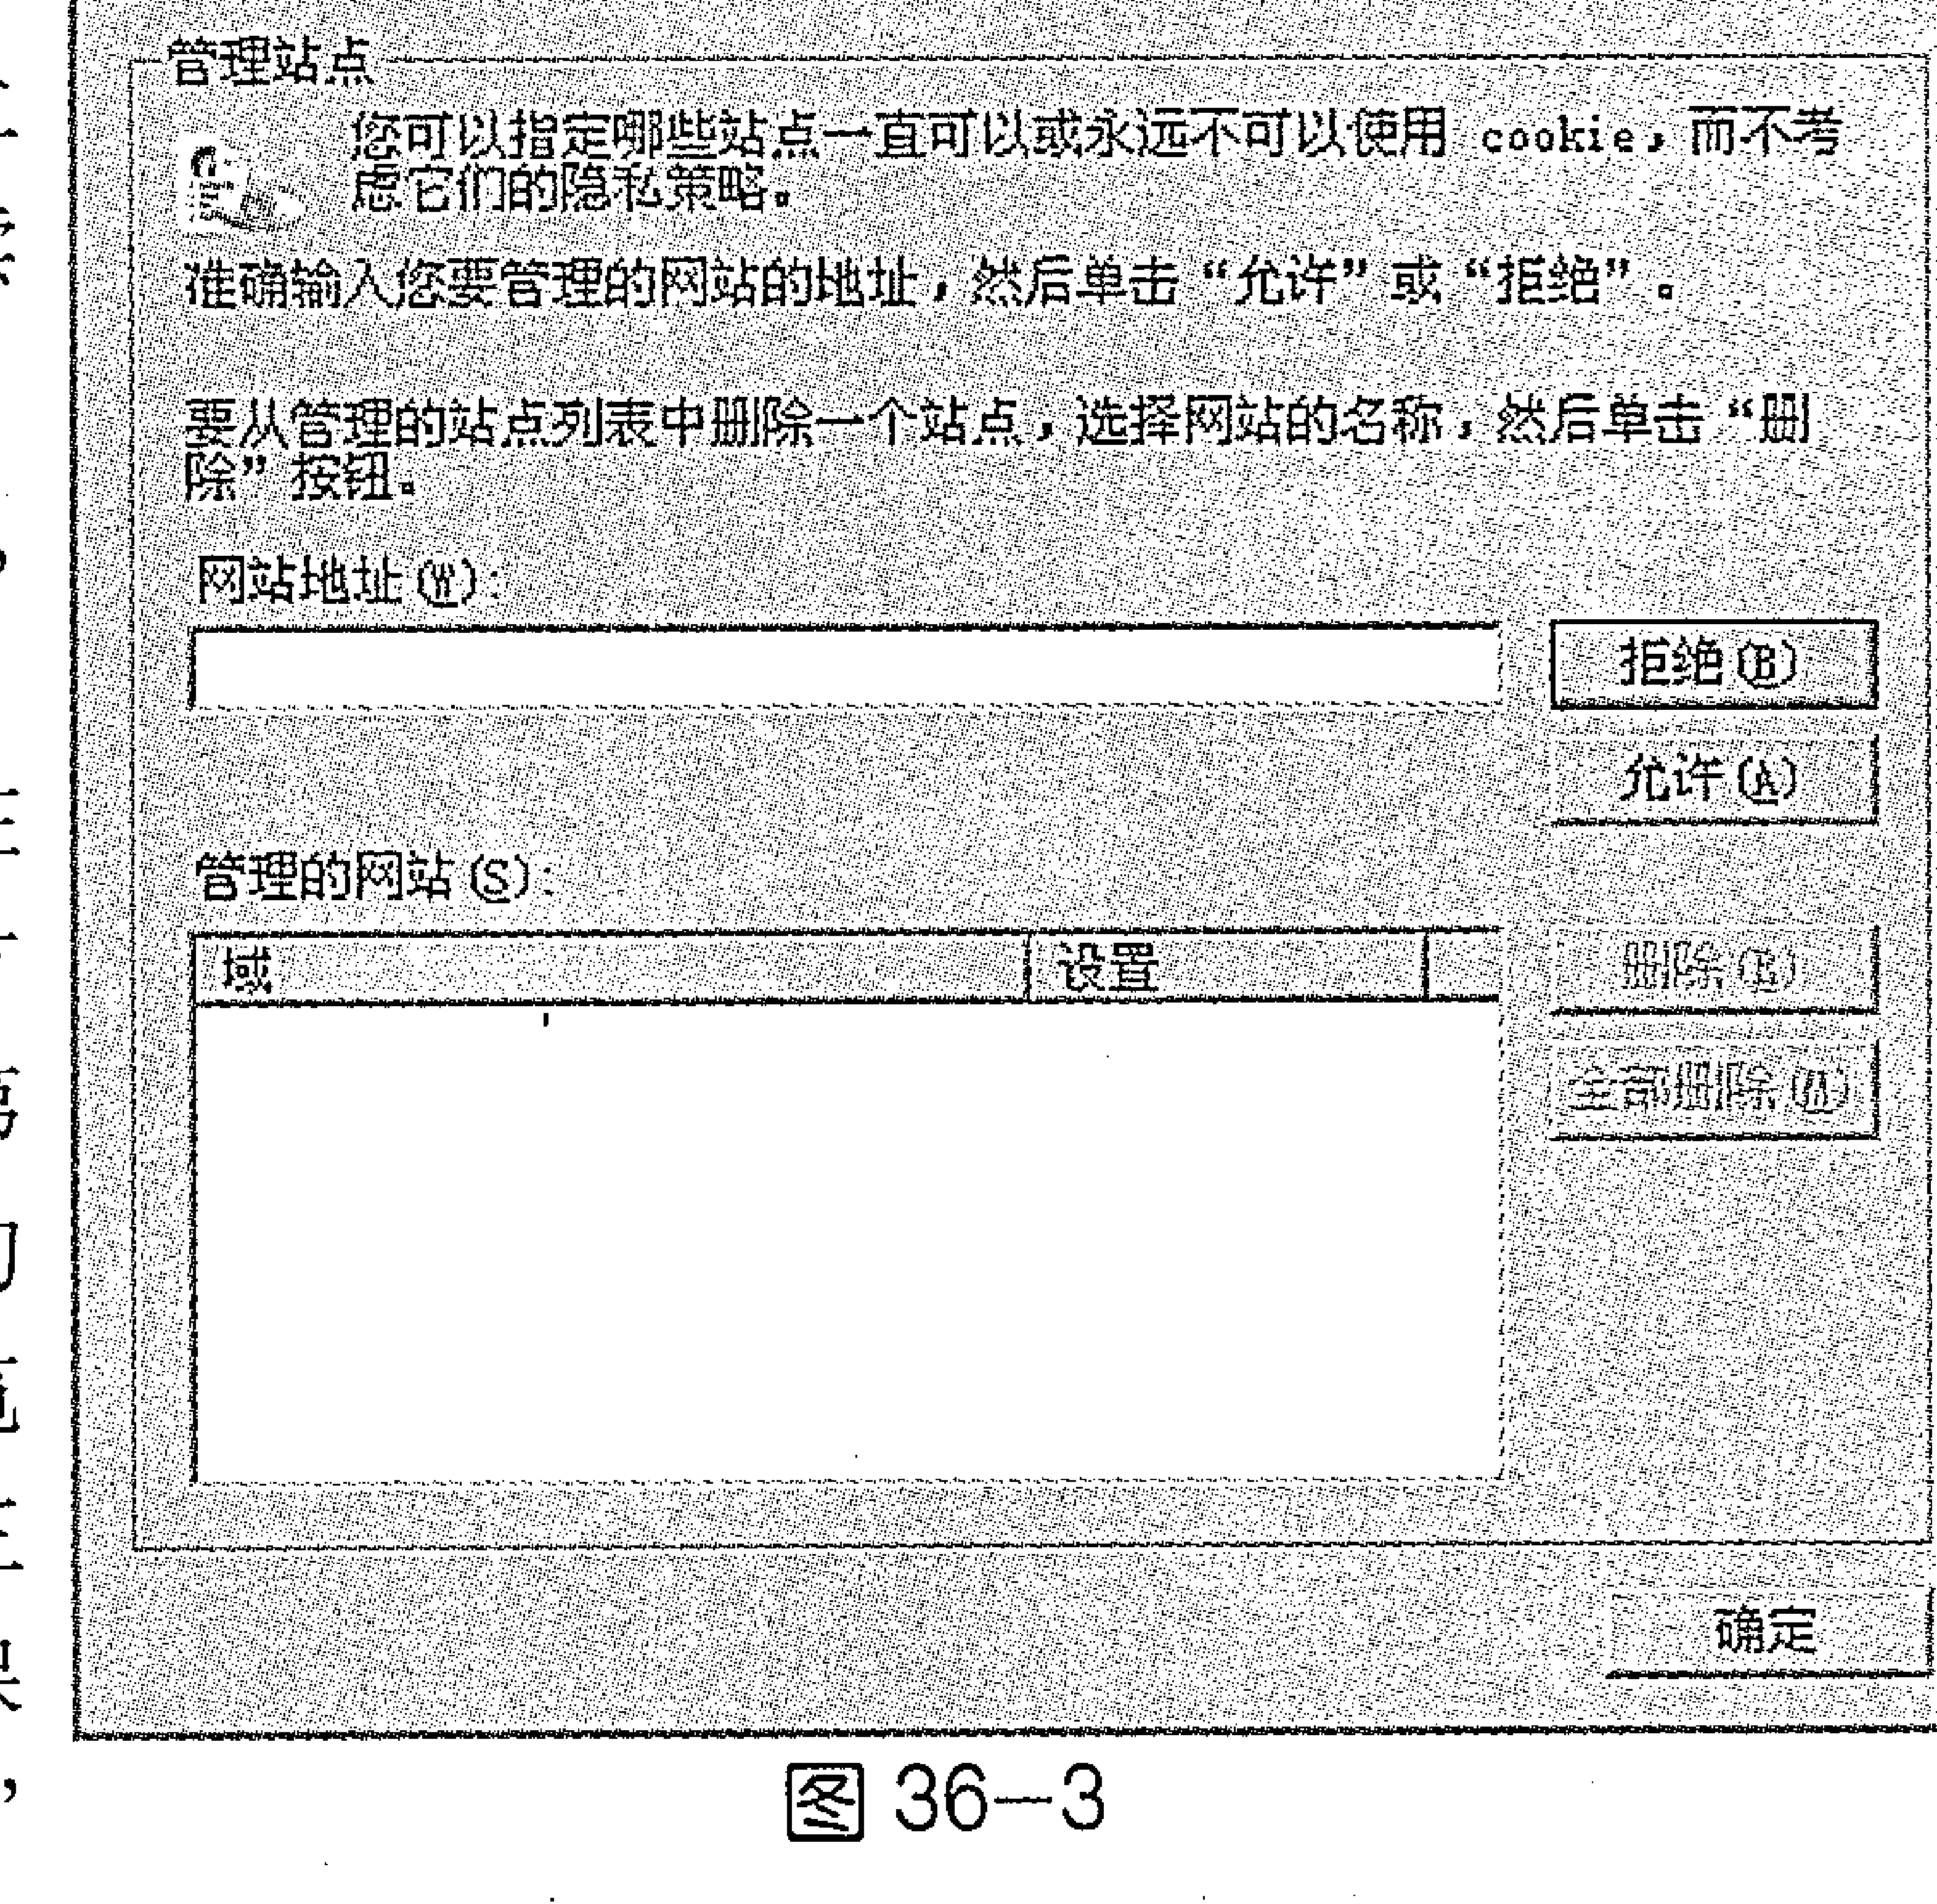 管理站点
您可以指定哪些站点一直可以或永远不可以使用 cookie，而不考
虑它们的隐私策略。
准确输入您要管理的网站的地址，然后单击“允许”或“拒绝”。
要从管理的站点列表中删除一个站点，选择网站的名称，然后单击“删
除”按钮。
网站地址(W):
拒绝(B)
允许(A)
管理的网站(S):
域 设置
删除(R)
全部删除
确定
图 36—3